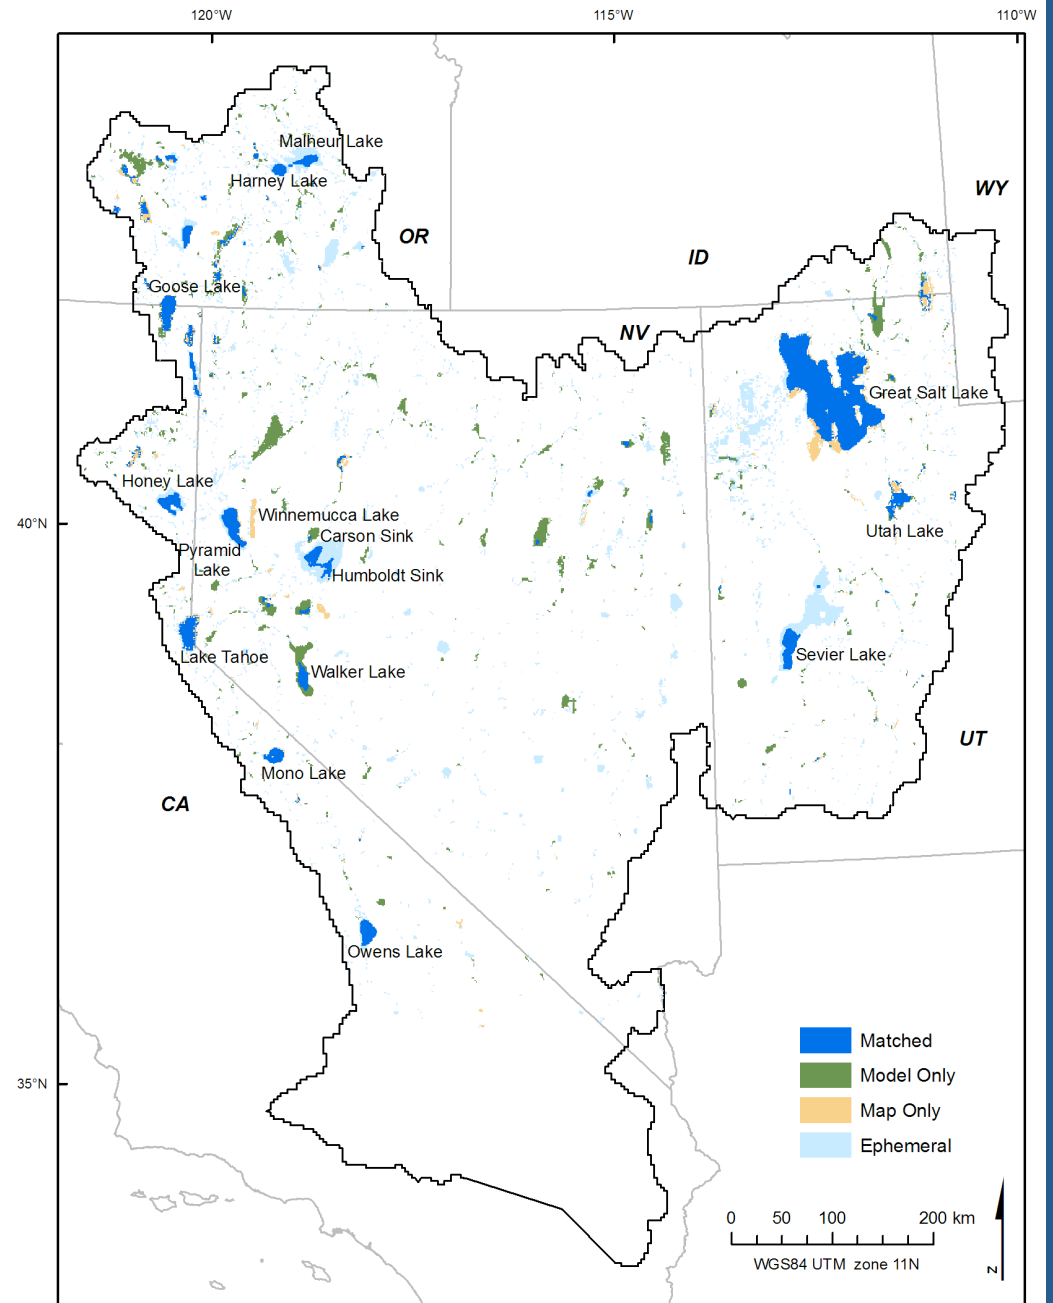 120°W
115°W
110°W
Malheur Lake
Harney Lake
WY
OR
ID
Goose Lake
NV
Great Salt Lake
Honey Lake
Winnemucca Lake
40°N
Carson Sink
Utah Lake
Pyramid
Lake
Humboldt Sink
Lake Tahoe
Sevier Lake
Walker Lake
UT
Mono Lake
CA
Owens Lake
Matched
35°N
Model Only
Map Only
Ephemeral
0 50 100 200 km
WGS84 UTM zone 11N
N